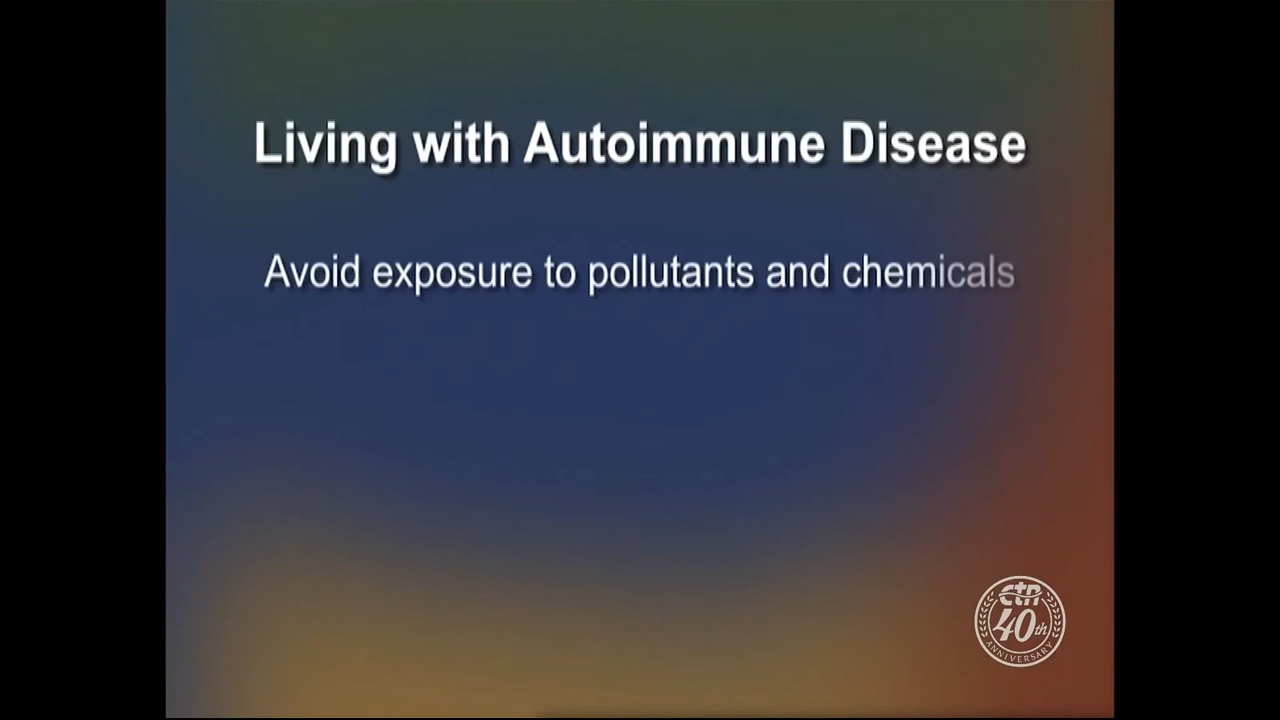 Living with Autoimmune Disease
Avoid exposure to pollutants and chemicals
ctn
40th
ANNIVERSARY